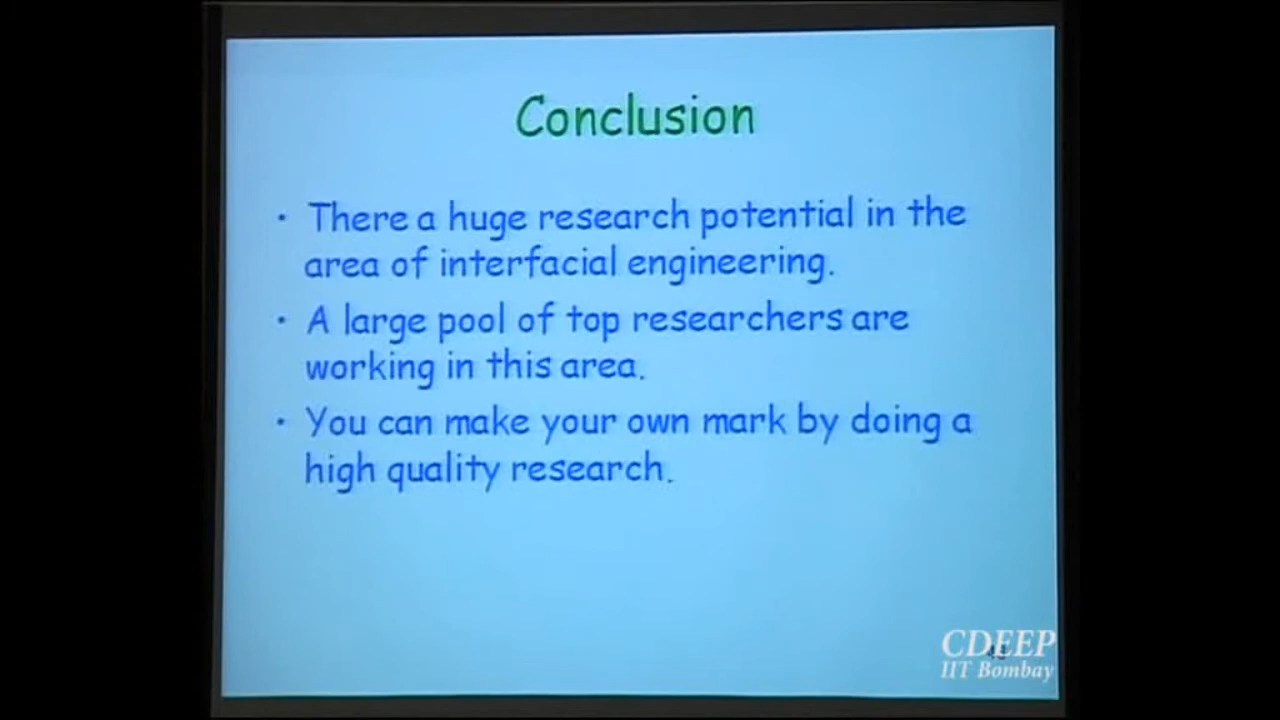 Conclusion
• There a huge research potential in the
area of interfacial engineering.
• A large pool of top researchers are
working in this area.
• You can make your own mark by doing a
high quality research.
CDEEP
IIT Bombay